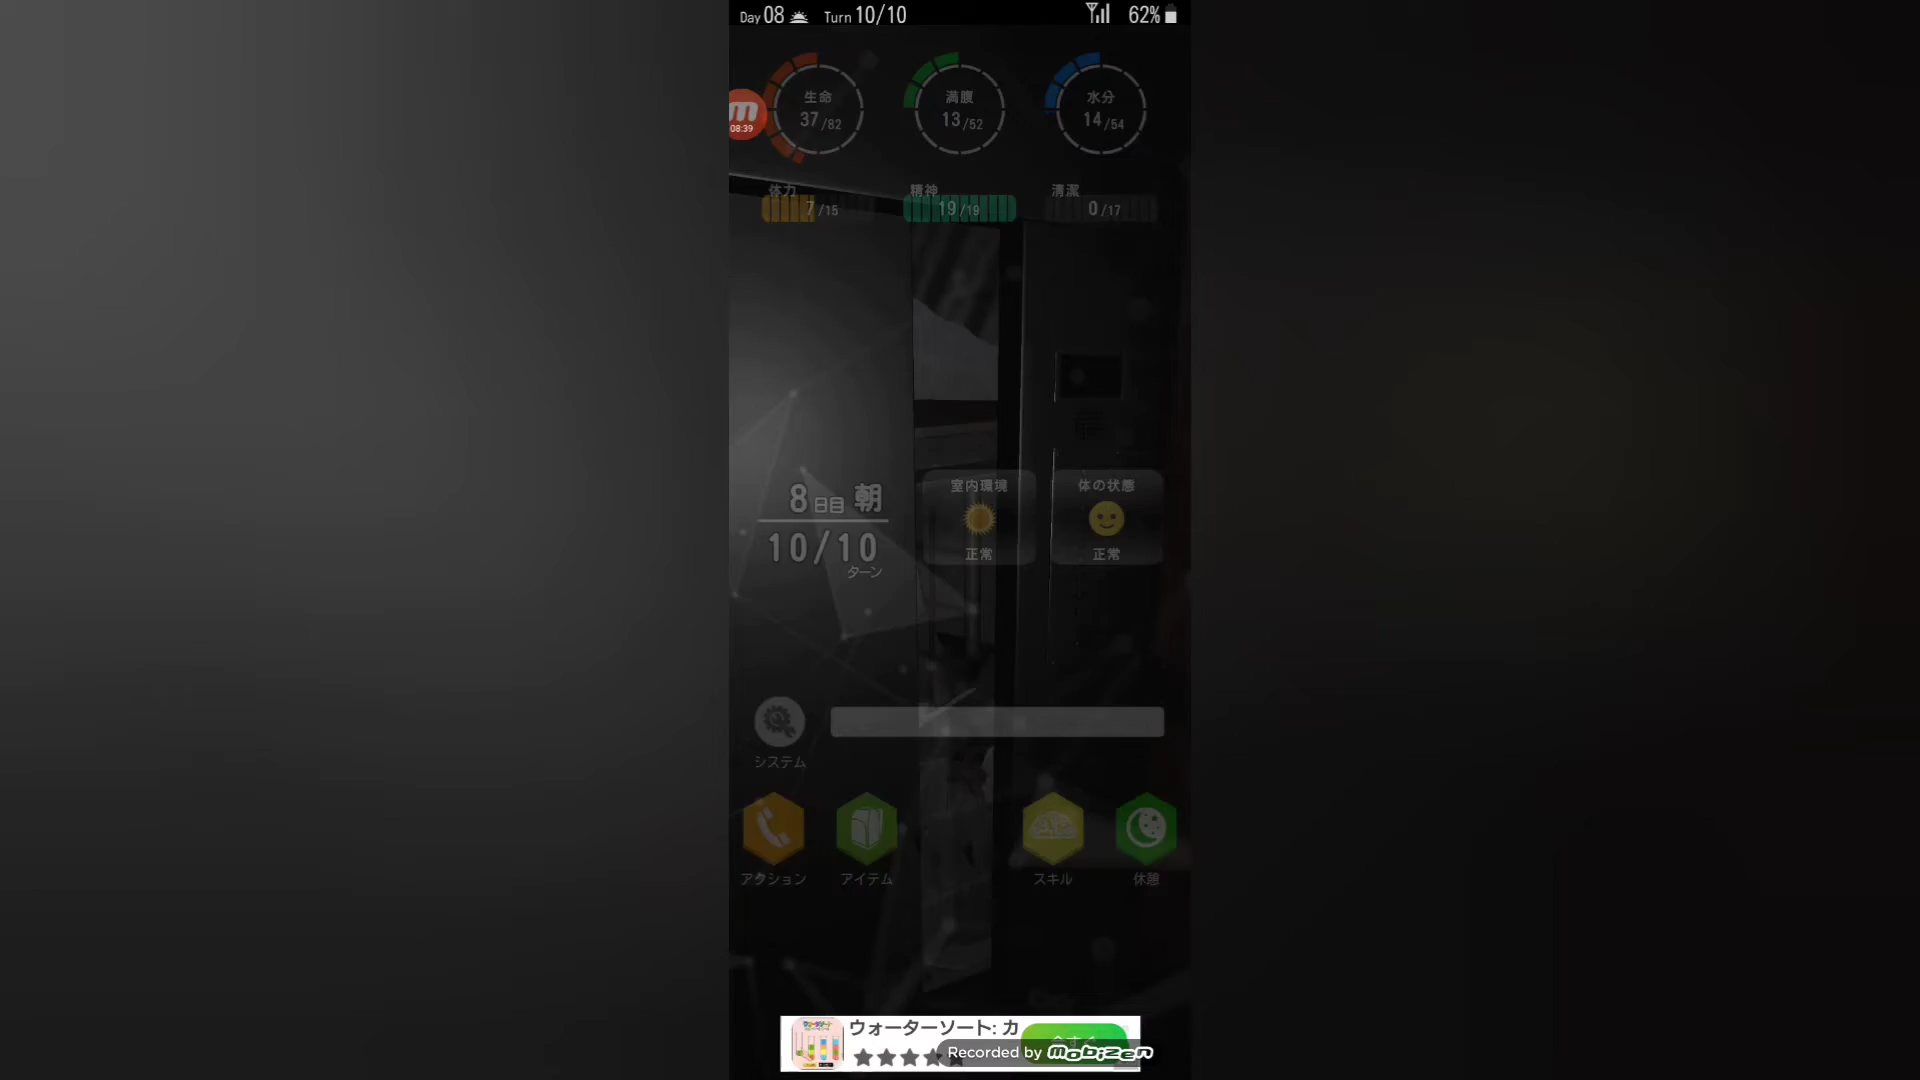 Day 08 Turn 10/10 62%
生命 満腹 水分
37/82 13/52 14/54
m
08:39
体力 精神 清潔
7/15 19/19 0/17
8日目 朝
10/10
ターン
室内環境 体の状態
正常 正常
システム
アクション アイテム スキル 休憩
ウォーターソート: カ
Recorded by mobizen